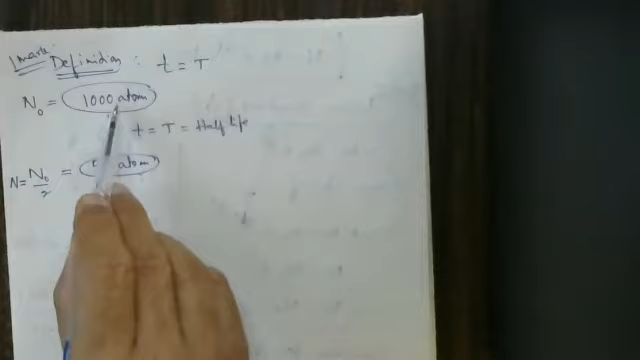 1 mark Definition : t = T
N₀ = 1000 atom
t = T = Half life
N = N₀/2 = atom